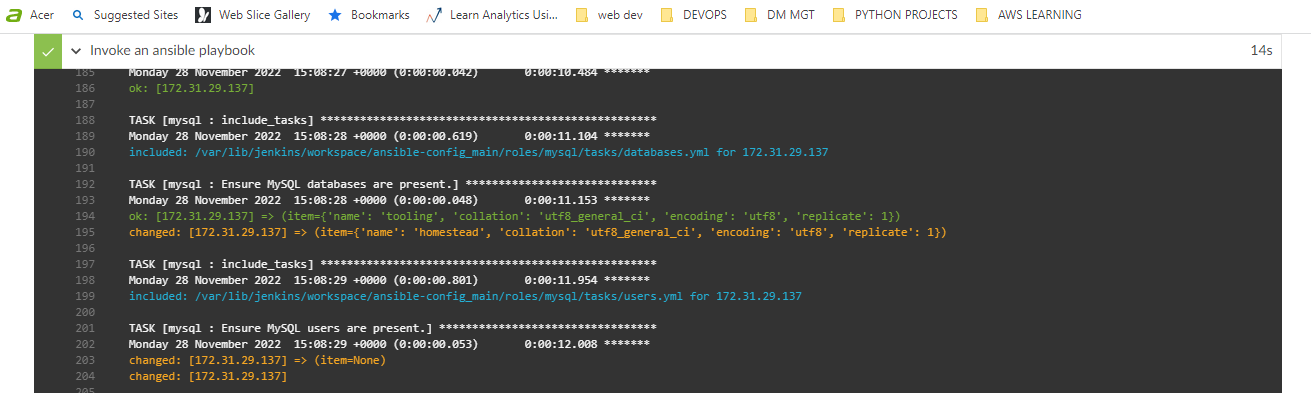 Acer Suggested Sites Web Slice Gallery Bookmarks Learn Analytics Usi... web dev DEVOPS DM MGT PYTHON PROJECTS AWS LEARNING
Invoke an ansible playbook 14s
185 Monday 28 November 2022 15:08:27 +0000 (0:00:00.042) 0:00:10.484 *******
186 ok: [172.31.29.137]
187
188 TASK [mysql : include_tasks] ***************************************************
189 Monday 28 November 2022 15:08:28 +0000 (0:00:00.619) 0:00:11.104 *******
190 included: /var/lib/jenkins/workspace/ansible-config_main/roles/mysql/tasks/databases.yml for 172.31.29.137
191
192 TASK [mysql : Ensure MySQL databases are present.] *****************************
193 Monday 28 November 2022 15:08:28 +0000 (0:00:00.048) 0:00:11.153 *******
194 ok: [172.31.29.137] => (item={'name': 'tooling', 'collation': 'utf8_general_ci', 'encoding': 'utf8', 'replicate': 1})
195 changed: [172.31.29.137] => (item={'name': 'homestead', 'collation': 'utf8_general_ci', 'encoding': 'utf8', 'replicate': 1})
196
197 TASK [mysql : include_tasks] ***************************************************
198 Monday 28 November 2022 15:08:29 +0000 (0:00:00.801) 0:00:11.954 *******
199 included: /var/lib/jenkins/workspace/ansible-config_main/roles/mysql/tasks/users.yml for 172.31.29.137
200
201 TASK [mysql : Ensure MySQL users are present.] *********************************
202 Monday 28 November 2022 15:08:29 +0000 (0:00:00.053) 0:00:12.008 *******
203 changed: [172.31.29.137] => (item=None)
204 changed: [172.31.29.137]
205